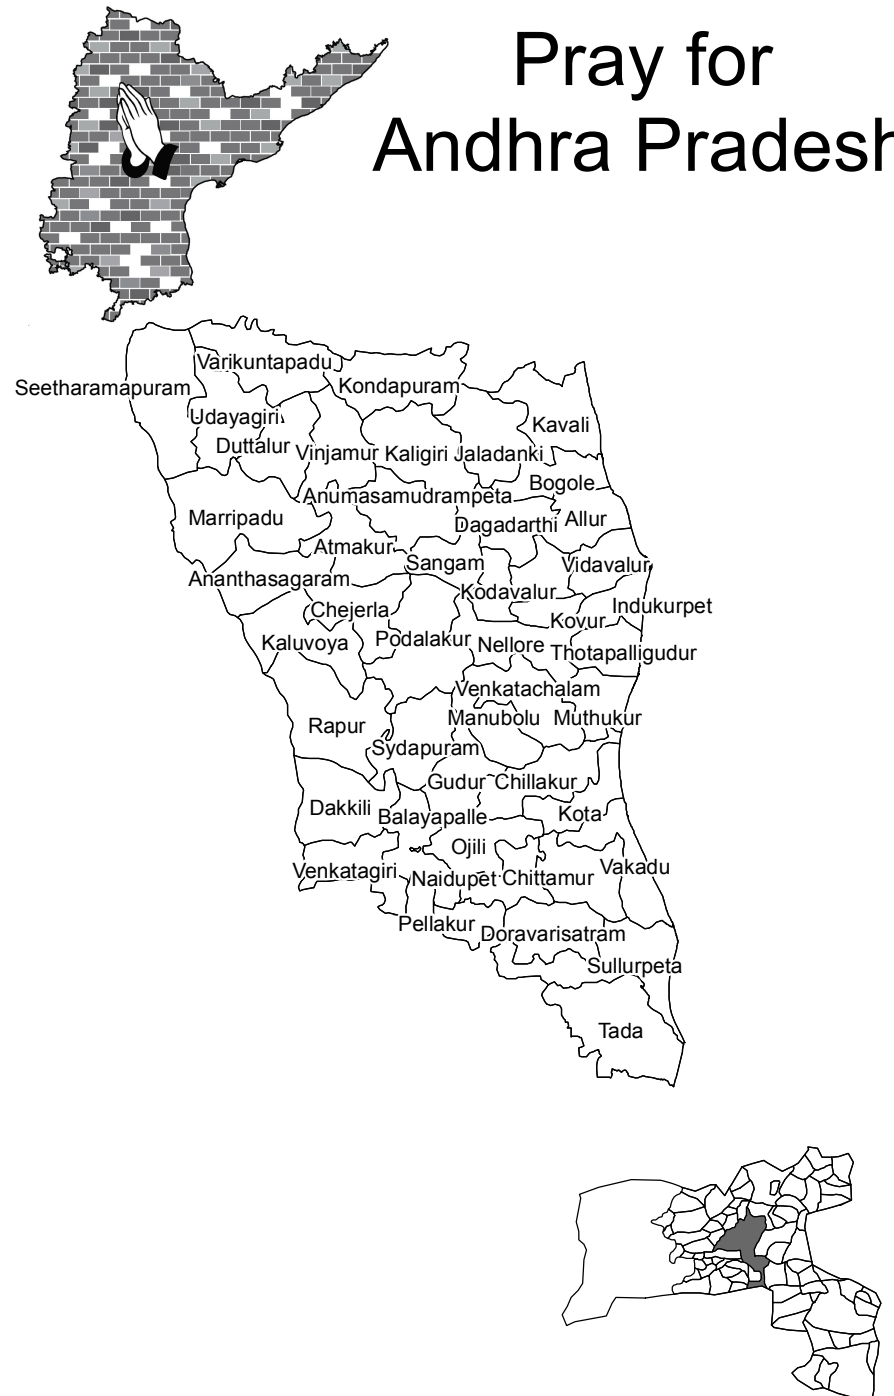 Pray for
Andhra Pradesh
Varikuntapadu
Seetharamapuram
Kondapuram
Udayagiri
Kavali
Duttalur
Vinjamur
Kaligiri
Jaladanki
Bogole
Anumasamudrampeta
Marripadu
Dagadarthi
Allur
Atmakur
Sangam
Vidavalur
Ananthasagaram
Kodavalur
Chejerla
Indukurpet
Kovur
Kaluvoya
Podalakur
Nellore
Thotapalligudur
Venkatachalam
Rapur
Manubolu
Muthukur
Sydapuram
Gudur
Chillakur
Dakkili
Balayapalle
Kota
Ojili
Venkatagiri
Naidupet
Chittamur
Vakadu
Pellakur
Doravarisatram
Sullurpeta
Tada